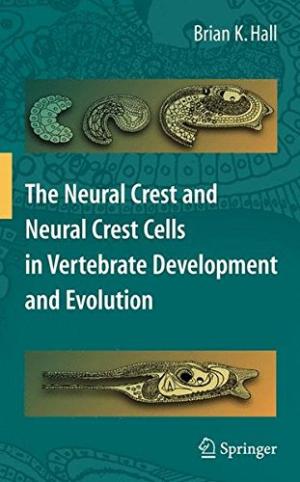 Brian K. Hall
The Neural Crest and
Neural Crest Cells
in Vertebrate Development
and Evolution
Springer